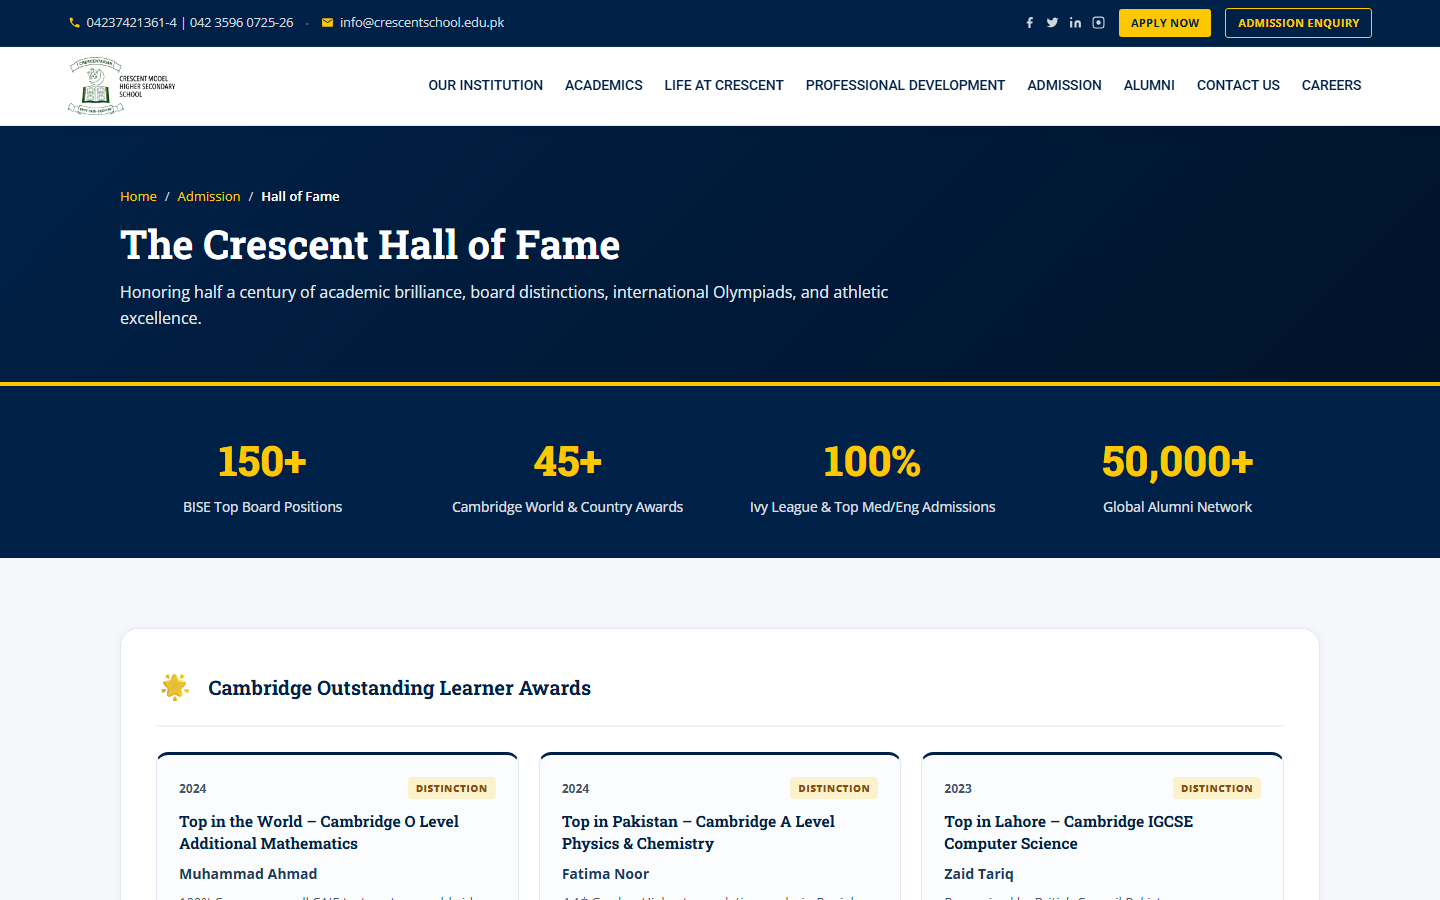 04237421361-4 | 042 3596 0725-26
info@crescentschool.edu.pk
APPLY NOW
ADMISSION ENQUIRY
CRESCENT MODEL
HIGHER SECONDARY
SCHOOL
OUR INSTITUTION
ACADEMICS
LIFE AT CRESCENT
PROFESSIONAL DEVELOPMENT
ADMISSION
ALUMNI
CONTACT US
CAREERS
Home / Admission / Hall of Fame
The Crescent Hall of Fame
Honoring half a century of academic brilliance, board distinctions, international Olympiads, and athletic
excellence.
150+
BISE Top Board Positions
45+
Cambridge World & Country Awards
100%
Ivy League & Top Med/Eng Admissions
50,000+
Global Alumni Network
Cambridge Outstanding Learner Awards
2024
DISTINCTION
Top in the World – Cambridge O Level
Additional Mathematics
Muhammad Ahmad
2024
DISTINCTION
Top in Pakistan – Cambridge A Level
Physics & Chemistry
Fatima Noor
2023
DISTINCTION
Top in Lahore – Cambridge IGCSE
Computer Science
Zaid Tariq